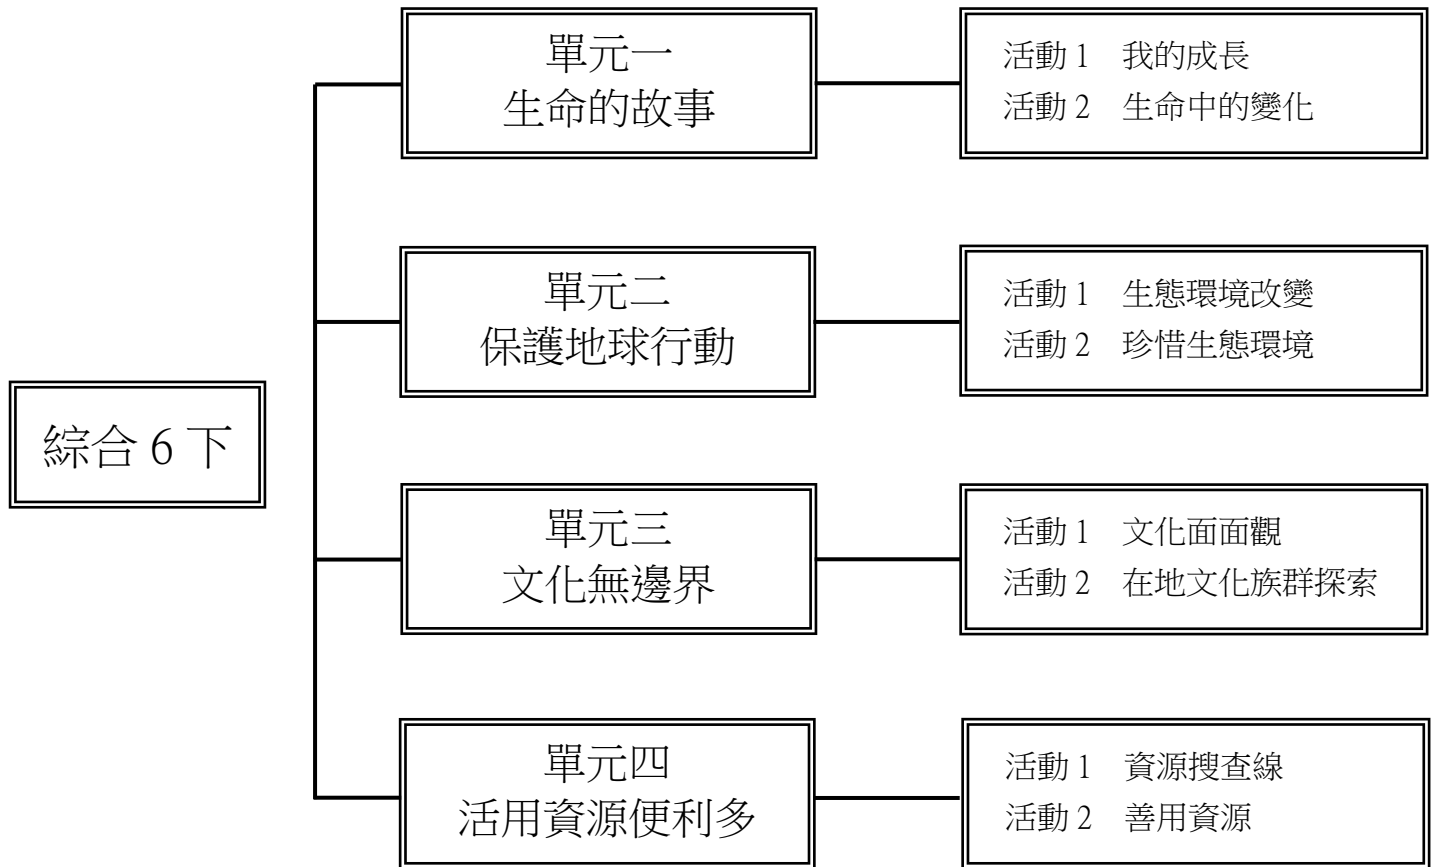 綜合 6 下
單元一
生命的故事
活動 1　我的成長
活動 2　生命中的變化
單元二
保護地球行動
活動 1　生態環境改變
活動 2　珍惜生態環境
單元三
文化無邊界
活動 1　文化面面觀
活動 2　在地文化族群探索
單元四
活用資源便利多
活動 1　資源搜查線
活動 2　善用資源